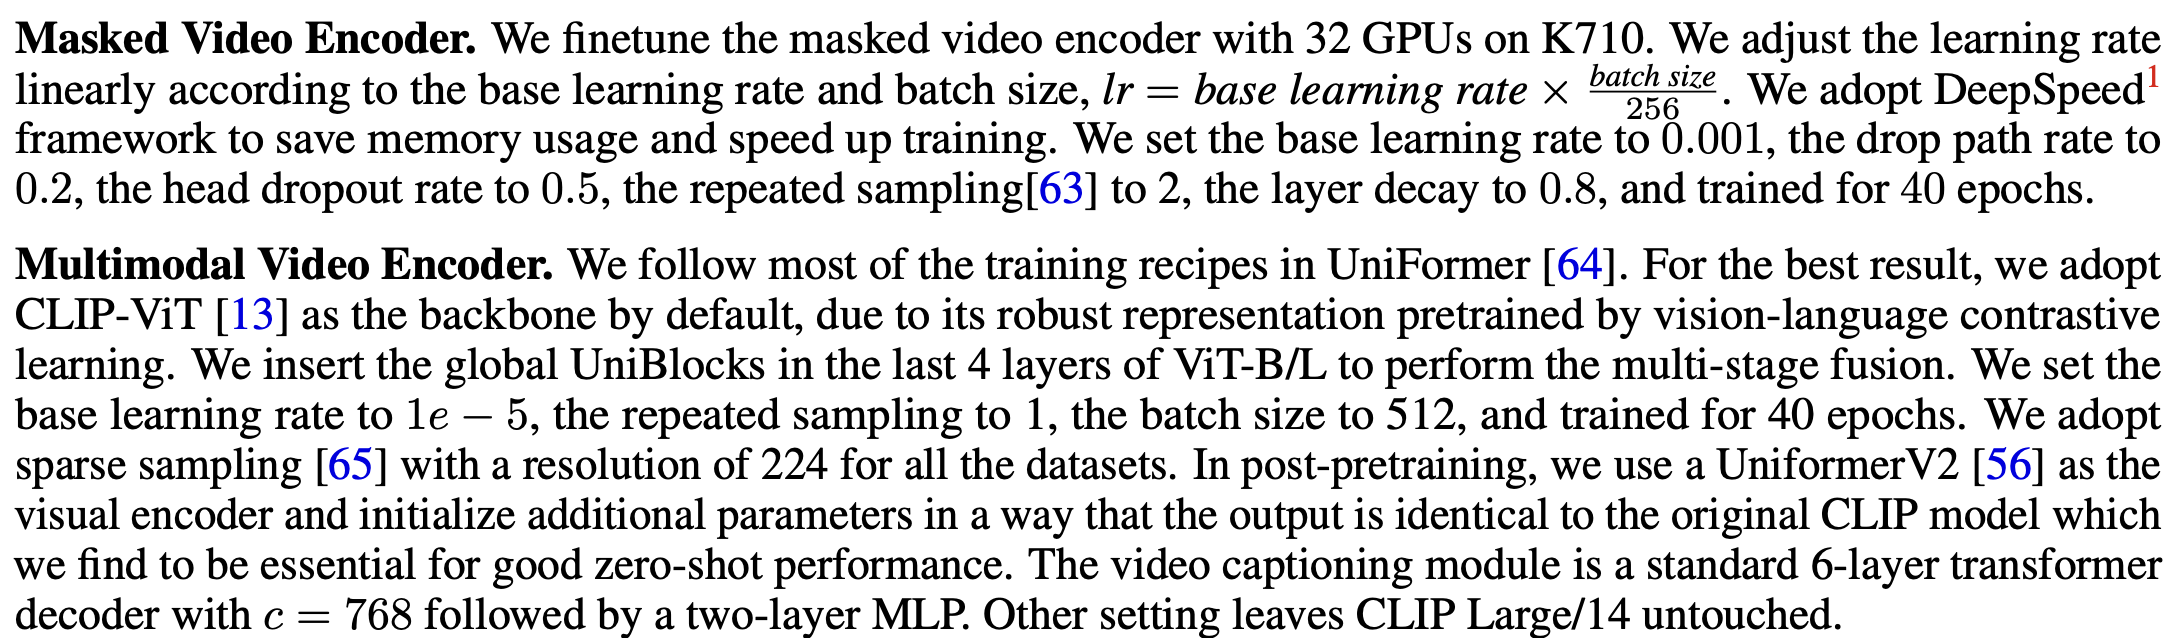 Masked Video Encoder. We finetune the masked video encoder with 32 GPUs on K710. We adjust the learning rate
linearly according to the base learning rate and batch size, lr = base learning rate × batch size / 256. We adopt DeepSpeed1
framework to save memory usage and speed up training. We set the base learning rate to 0.001, the drop path rate to
0.2, the head dropout rate to 0.5, the repeated sampling[63] to 2, the layer decay to 0.8, and trained for 40 epochs.
Multimodal Video Encoder. We follow most of the training recipes in UniFormer [64]. For the best result, we adopt
CLIP-ViT [13] as the backbone by default, due to its robust representation pretrained by vision-language contrastive
learning. We insert the global UniBlocks in the last 4 layers of ViT-B/L to perform the multi-stage fusion. We set the
base learning rate to 1e − 5, the repeated sampling to 1, the batch size to 512, and trained for 40 epochs. We adopt
sparse sampling [65] with a resolution of 224 for all the datasets. In post-pretraining, we use a UniformerV2 [56] as the
visual encoder and initialize additional parameters in a way that the output is identical to the original CLIP model which
we find to be essential for good zero-shot performance. The video captioning module is a standard 6-layer transformer
decoder with c = 768 followed by a two-layer MLP. Other setting leaves CLIP Large/14 untouched.